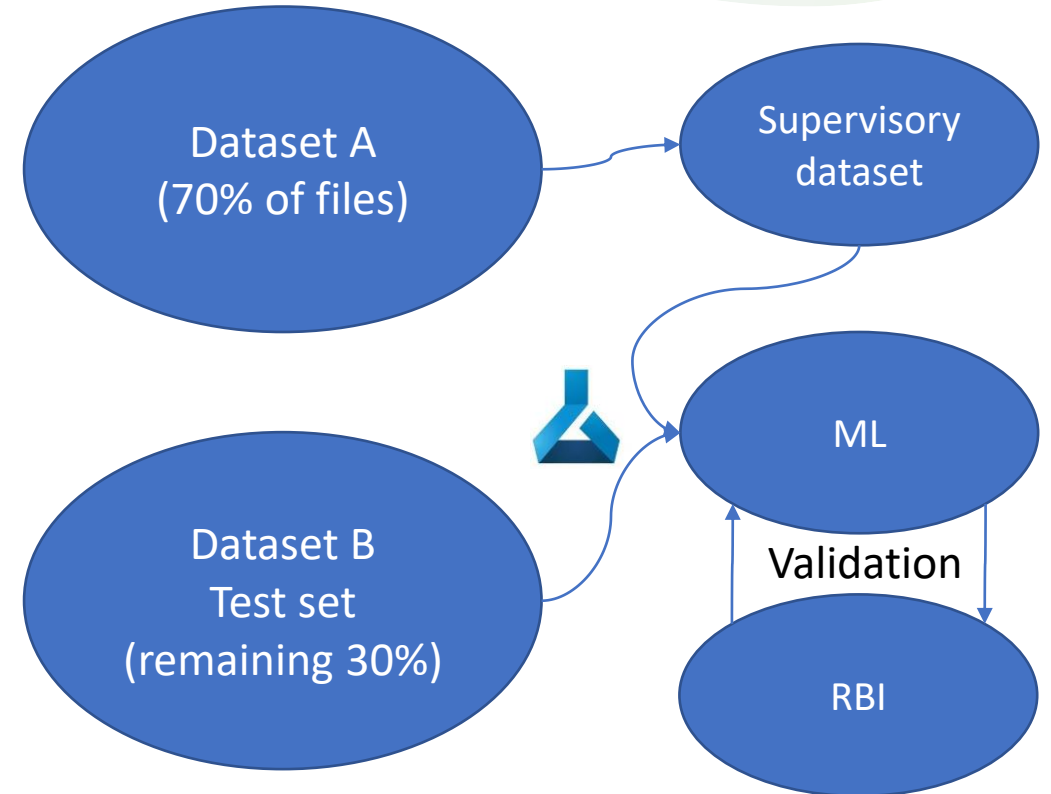 Dataset A
(70% of files)
Supervisory
dataset
ML
Dataset B
Test set
(remaining 30%)
Validation
RBI